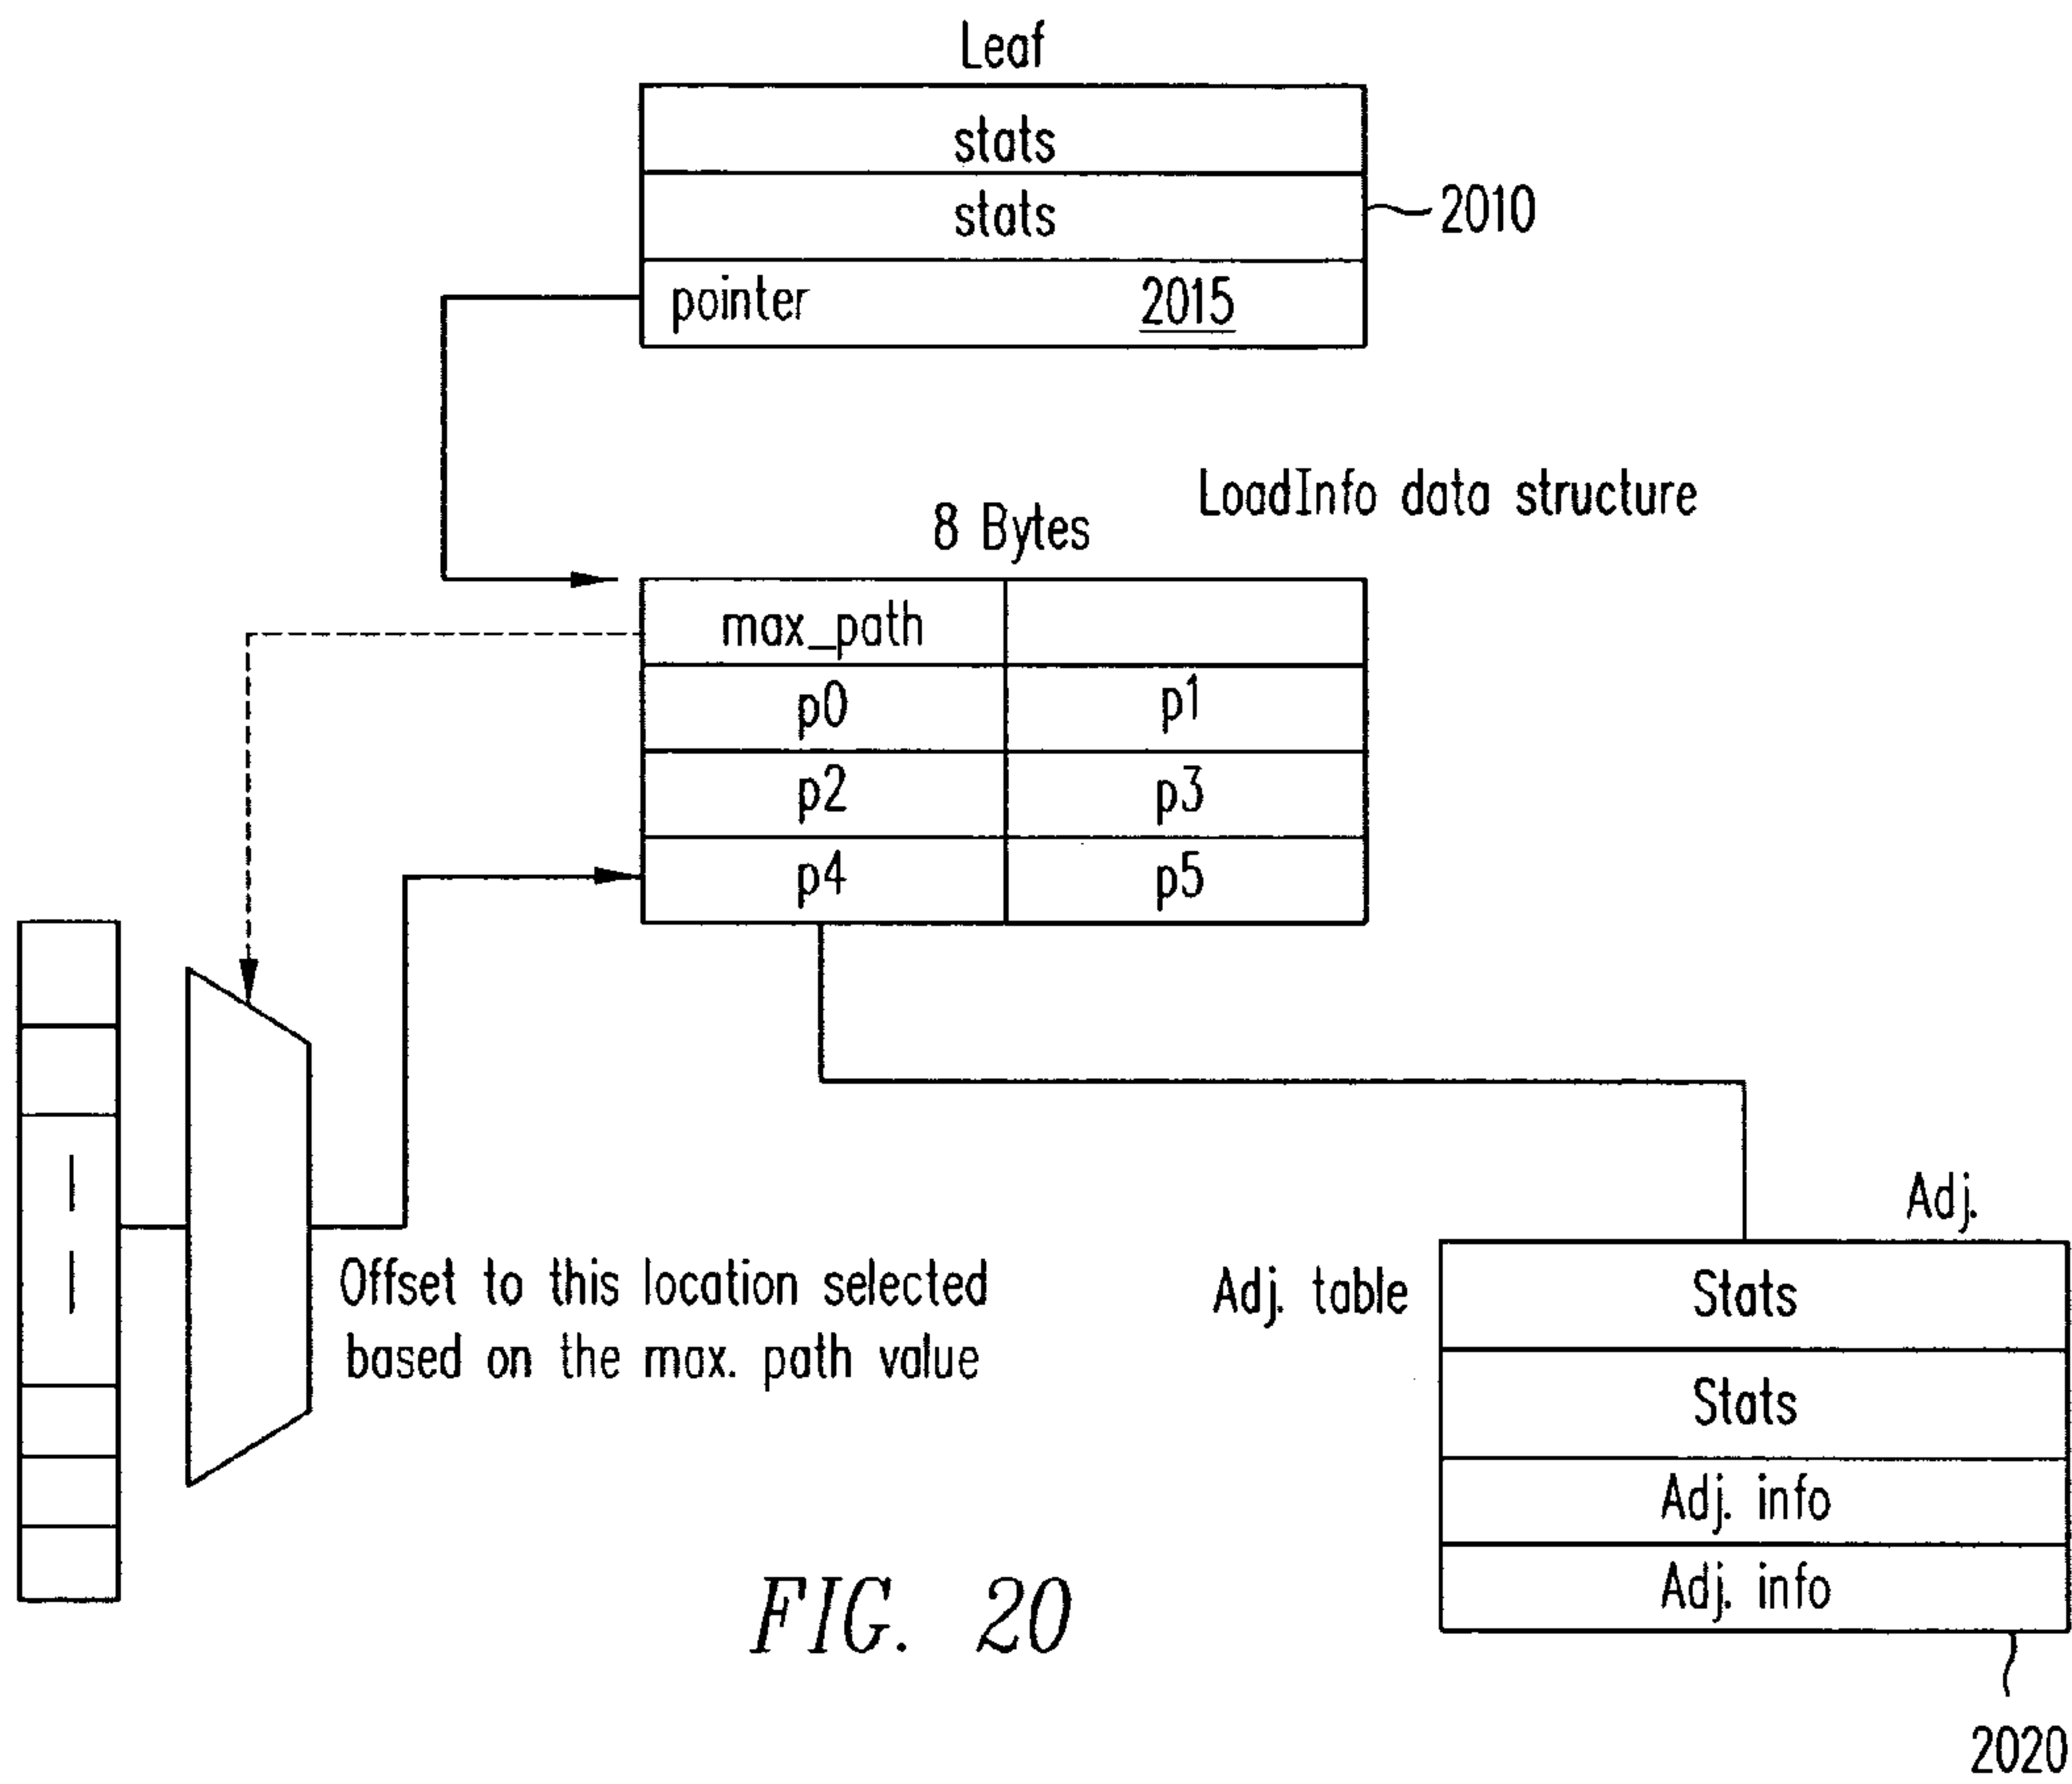 Leaf
stats
stats
2010
pointer 2015
LoadInfo data structure
8 Bytes
max_path
p0 p1
p2 p3
p4 p5
Offset to this location selected
based on the max. path value
Adj.
Adj. table
Stats
Stats
Adj. info
Adj. info
2020
FIG. 20